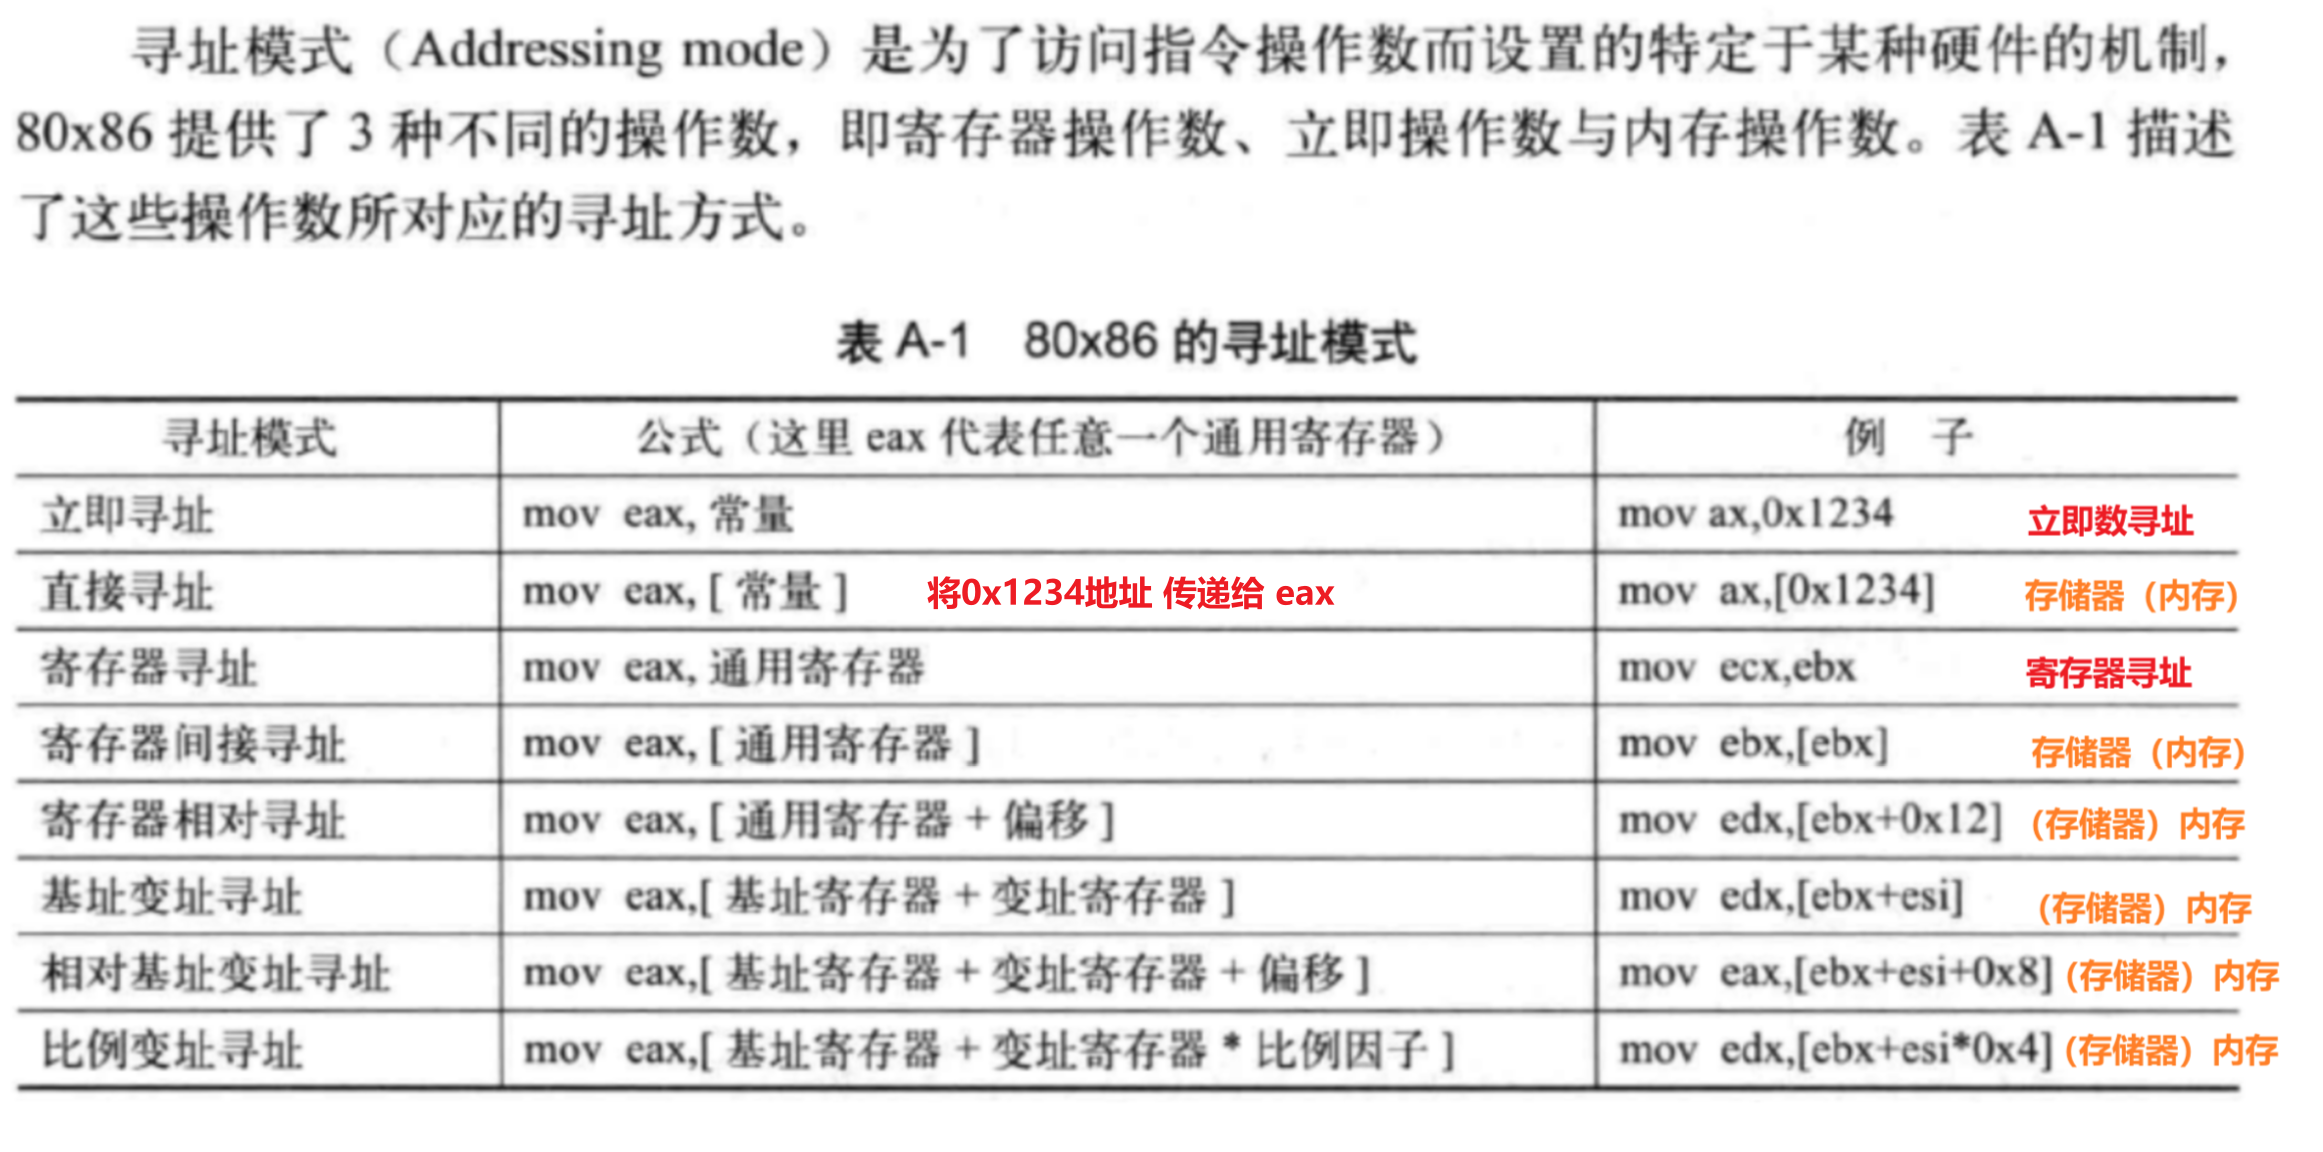 寻址模式（Addressing mode）是为了访问指令操作数而设置的特定于某种硬件的机制，
80x86 提供了 3 种不同的操作数，即寄存器操作数、立即操作数与内存操作数。表 A-1 描述
了这些操作数所对应的寻址方式。
表 A-1 80x86 的寻址模式
寻址模式 公式（这里 eax 代表任意一个通用寄存器） 例 子
立即寻址 mov eax, 常量 mov ax,0x1234 立即数寻址
直接寻址 mov eax, [ 常量 ] 将0x1234地址 传递给 eax mov ax,[0x1234] 存储器（内存）
寄存器寻址 mov eax, 通用寄存器 mov ecx,ebx 寄存器寻址
寄存器间接寻址 mov eax, [ 通用寄存器 ] mov ebx,[ebx] 存储器（内存）
寄存器相对寻址 mov eax, [ 通用寄存器 + 偏移 ] mov edx,[ebx+0x12] （存储器）内存
基址变址寻址 mov eax,[ 基址寄存器 + 变址寄存器 ] mov edx,[ebx+esi] （存储器）内存
相对基址变址寻址 mov eax,[ 基址寄存器 + 变址寄存器 + 偏移 ] mov eax,[ebx+esi+0x8] （存储器）内存
比例变址寻址 mov eax,[ 基址寄存器 + 变址寄存器 * 比例因子 ] mov edx,[ebx+esi*0x4] （存储器）内存